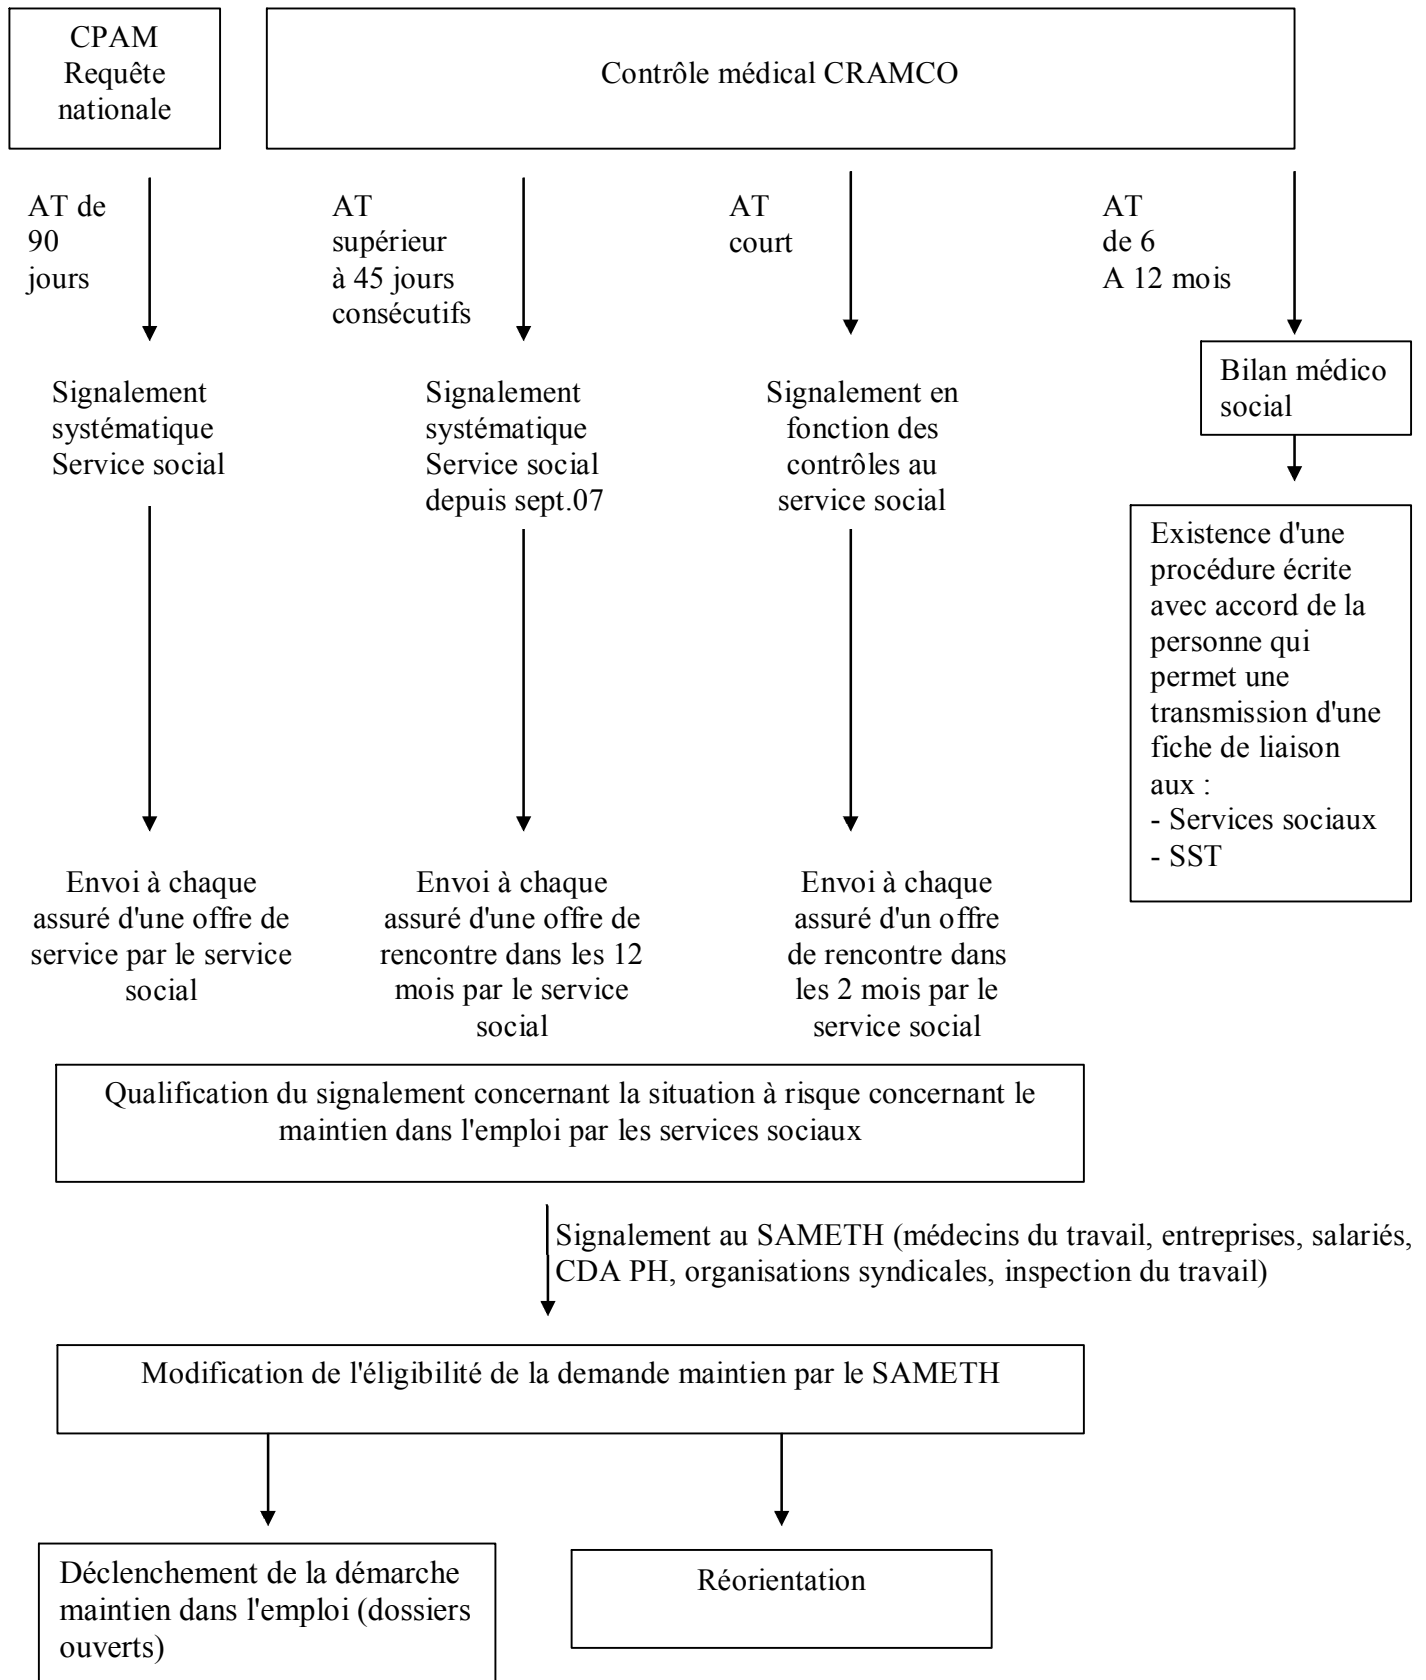 CPAM
Requête
nationale
Contrôle médical CRAMCO
AT de
90
jours
AT
supérieur
à 45 jours
consécutifs
AT
court
AT
de 6
A 12 mois
Signalement
systématique
Service social
Signalement
systématique
Service social
depuis sept.07
Signalement en
fonction des
contrôles au
service social
Bilan médico
social
Existence d'une
procédure écrite
avec accord de la
personne qui
permet une
transmission d'une
fiche de liaison
aux :
- Services sociaux
- SST
Envoi à chaque
assuré d'une offre de
service par le service
social
Envoi à chaque
assuré d'une offre de
rencontre dans les 12
mois par le service
social
Envoi à chaque
assuré d'un offre
de rencontre dans
les 2 mois par le
service social
Qualification du signalement concernant la situation à risque concernant le
maintien dans l'emploi par les services sociaux
Signalement au SAMETH (médecins du travail, entreprises, salariés,
CDA PH, organisations syndicales, inspection du travail)
Modification de l'éligibilité de la demande maintien par le SAMETH
Déclenchement de la démarche
maintien dans l'emploi (dossiers
ouverts)
Réorientation